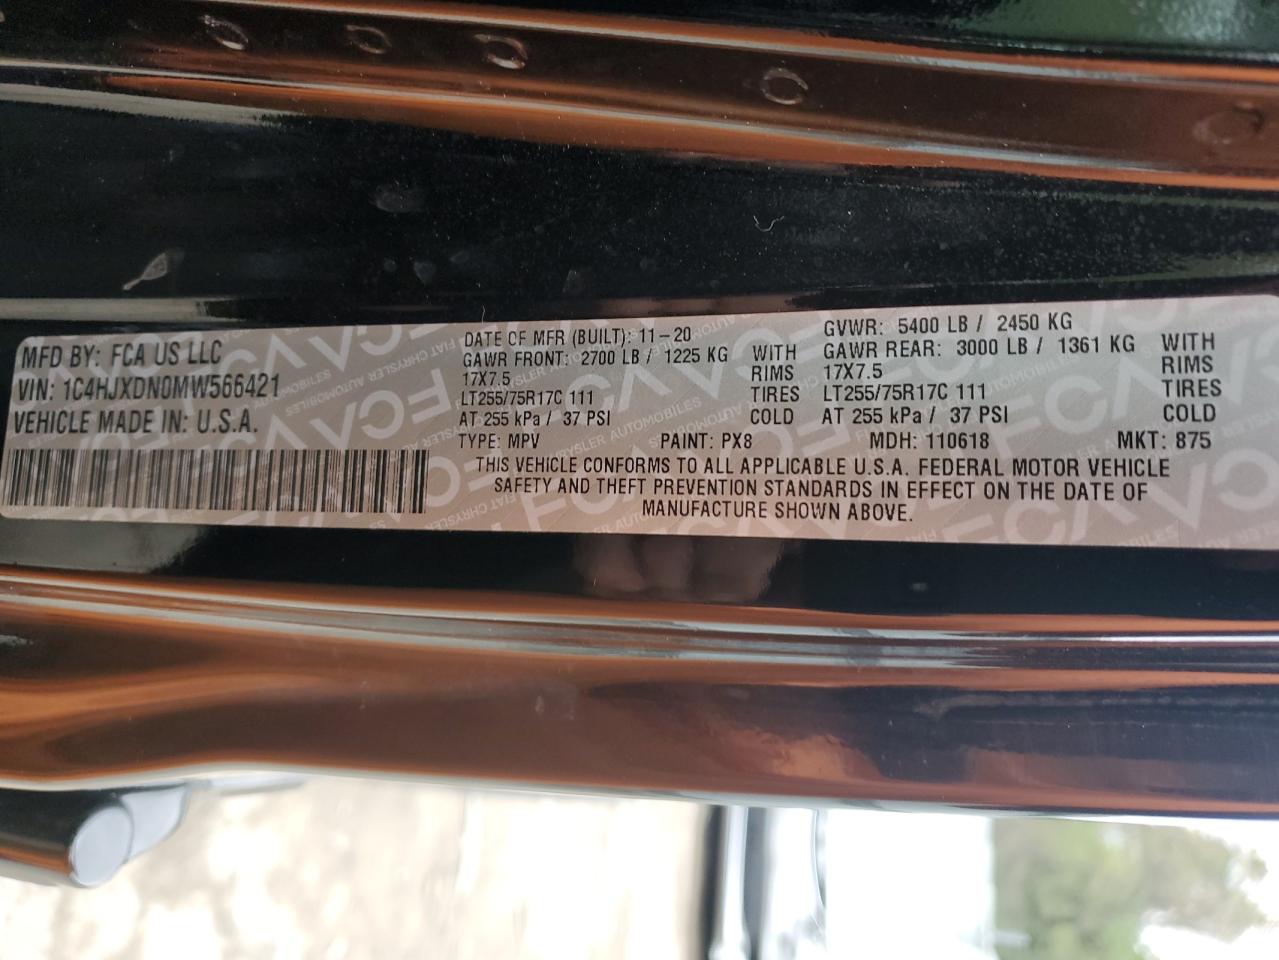 MFD BY: FCA US LLC
VIN: 1C4HJXDN0MW566421
VEHICLE MADE IN: U.S.A.
DATE OF MFR (BUILT): 11-20
GAWR FRONT: 2700 LB / 1225 KG WITH
17X7.5 RIMS
LT255/75R17C 111 TIRES
AT 255 kPa / 37 PSI COLD
GVWR: 5400 LB / 2450 KG
GAWR REAR: 3000 LB / 1361 KG WITH
17X7.5 RIMS
LT255/75R17C 111 TIRES
AT 255 kPa / 37 PSI COLD
TYPE: MPV PAINT: PX8 MDH: 110618 MKT: 875
THIS VEHICLE CONFORMS TO ALL APPLICABLE U.S.A. FEDERAL MOTOR VEHICLE
SAFETY AND THEFT PREVENTION STANDARDS IN EFFECT ON THE DATE OF
MANUFACTURE SHOWN ABOVE.